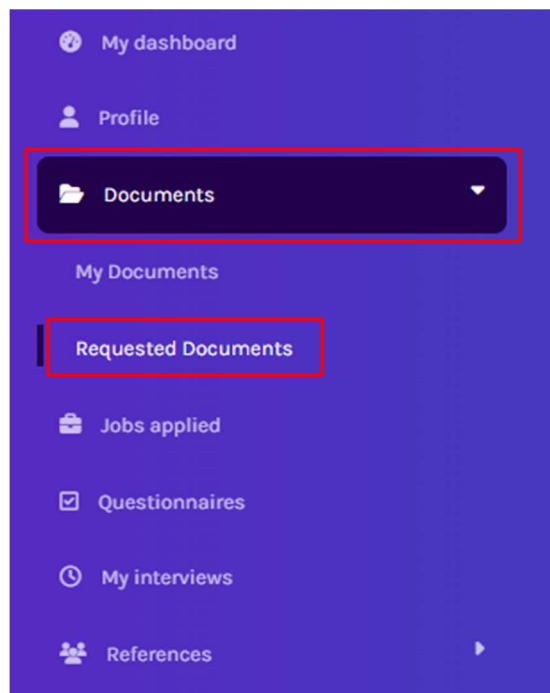 My dashboard
Profile
Documents
My Documents
Requested Documents
Jobs applied
Questionnaires
My interviews
References